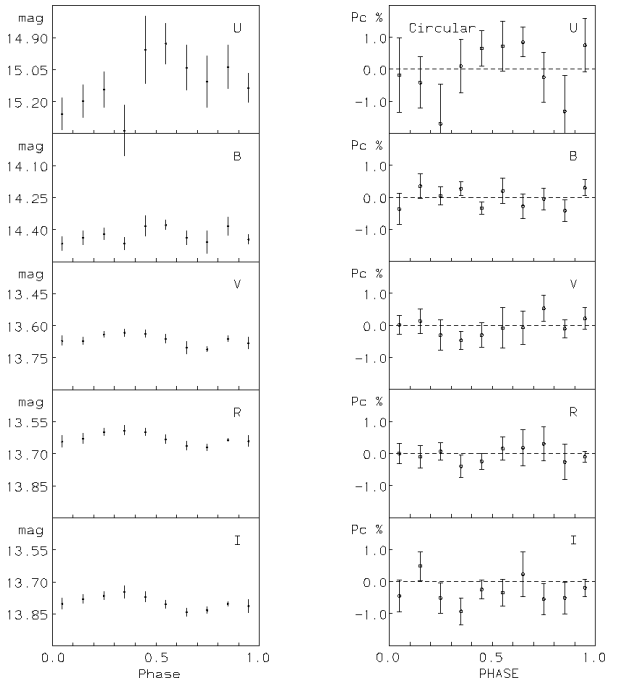 mag
U
14.90
15.05
15.20
B
14.10
14.25
14.40
mag
V
13.45
13.60
13.75
mag
R
13.55
13.70
13.85
mag
I
13.55
13.70
13.85
0.0 0.5 1.0
Phase
Pc %
Circular U
1.0
0.0
-1.0
B
1.0
0.0
-1.0
Pc %
V
1.0
0.0
-1.0
Pc %
R
1.0
0.0
-1.0
Pc %
I
1.0
0.0
-1.0
0.0 0.5 1.0
PHASE
mag
Pc %